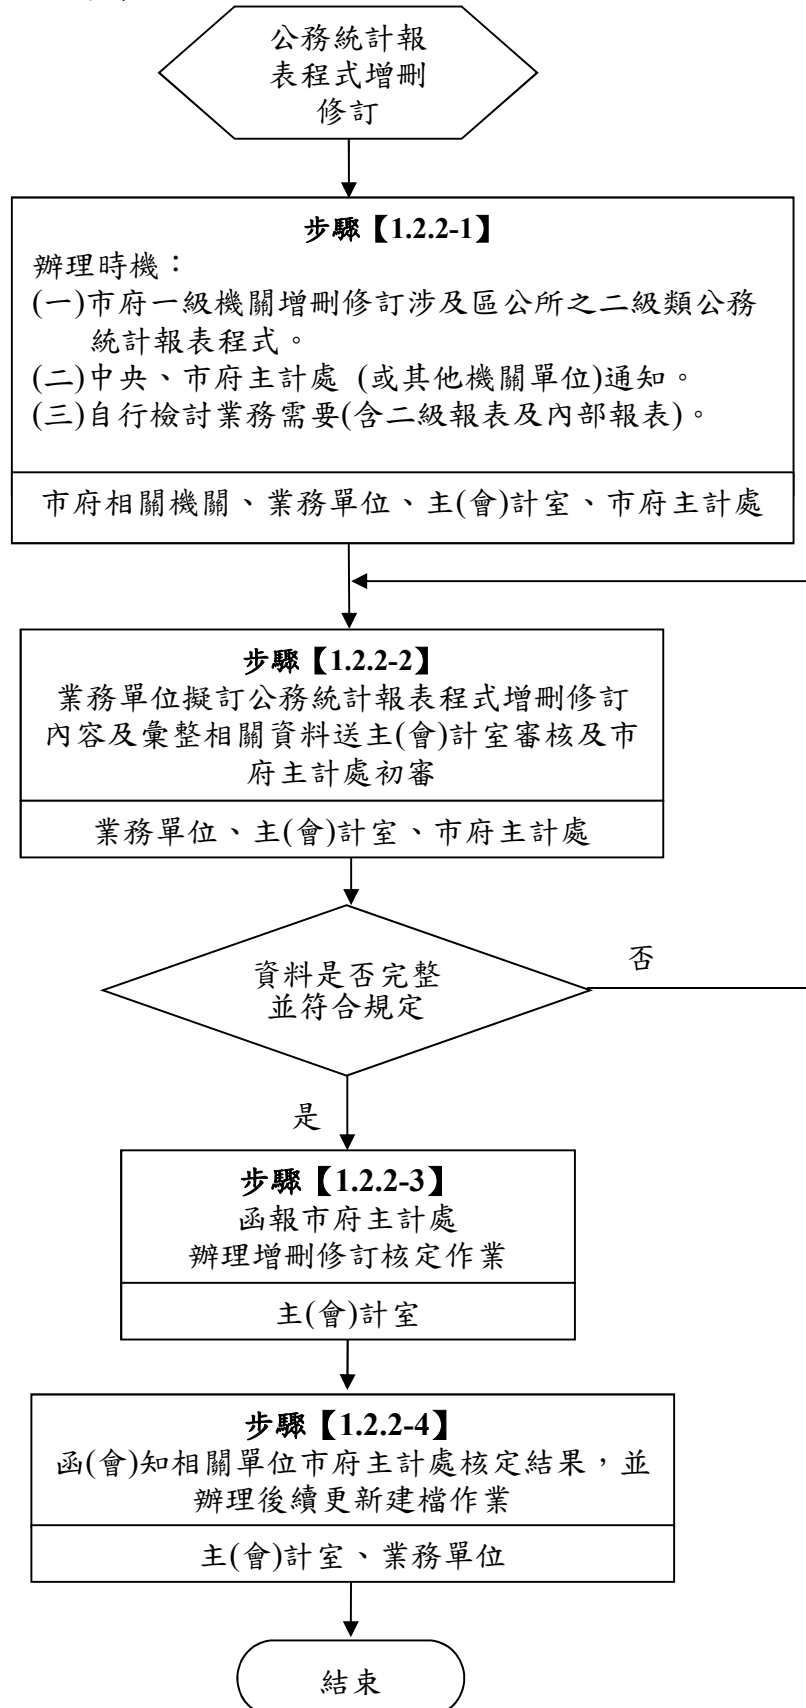 公務統計報
表程式增刪
修訂
步驟【1.2.2-1】
辦理時機：
(一)市府一級機關增刪修訂涉及區公所之二級類公務
統計報表程式。
(二)中央、市府主計處 (或其他機關單位)通知。
(三)自行檢討業務需要(含二級報表及內部報表)。
市府相關機關、業務單位、主(會)計室、市府主計處
步驟【1.2.2-2】
業務單位擬訂公務統計報表程式增刪修訂
內容及彙整相關資料送主(會)計室審核及市
府主計處初審
業務單位、主(會)計室、市府主計處
資料是否完整
並符合規定
否
是
步驟【1.2.2-3】
函報市府主計處
辦理增刪修訂核定作業
主(會)計室
步驟【1.2.2-4】
函(會)知相關單位市府主計處核定結果，並
辦理後續更新建檔作業
主(會)計室、業務單位
結束